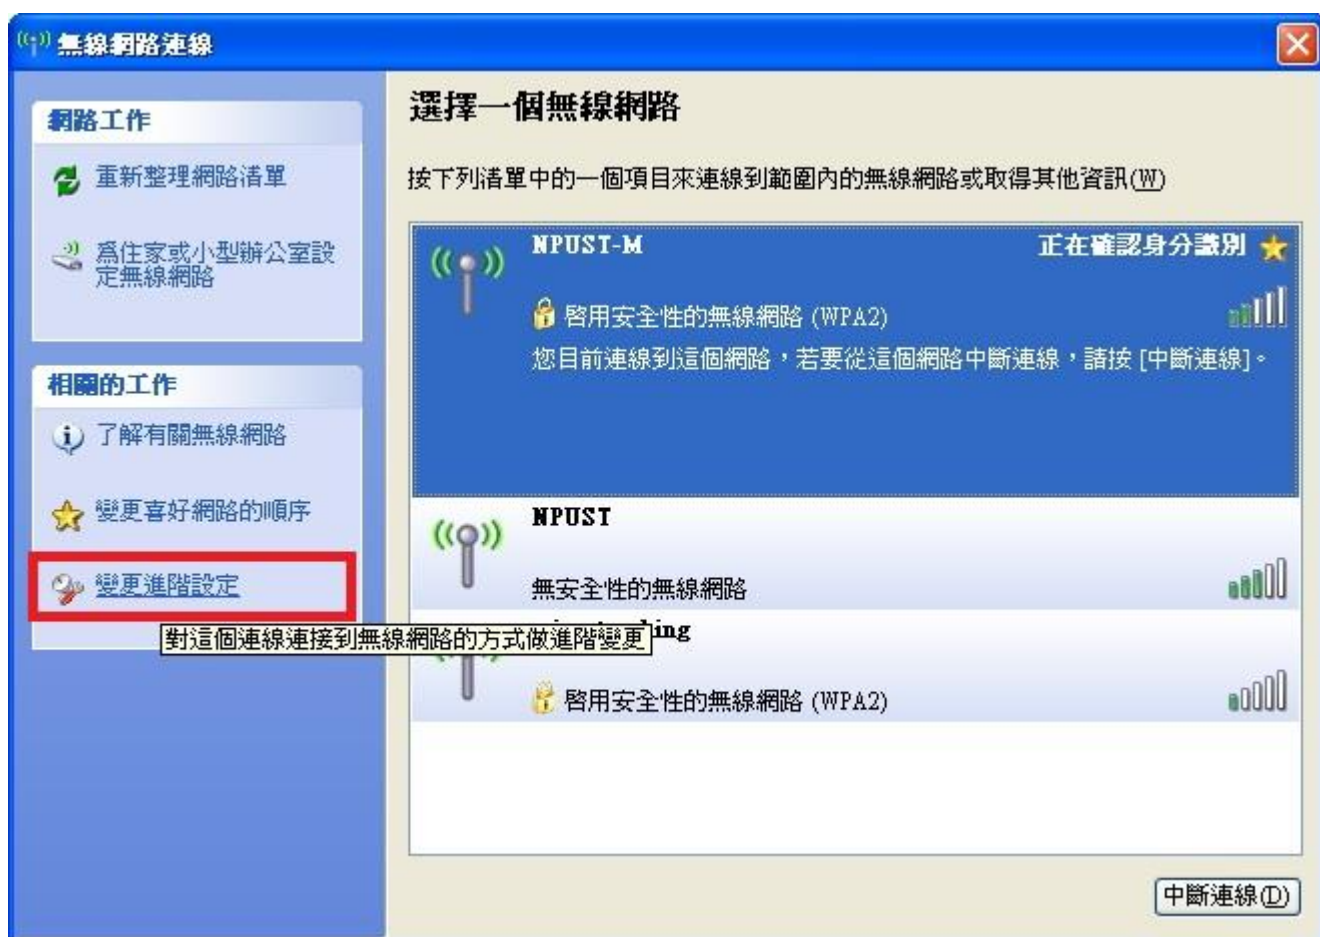 無線網路連線
網路工作
重新整理網路清單
為住家或小型辦公室設
定無線網路
相關的工作
了解有關無線網路
變更喜好網路的順序
變更進階設定
對這個連線連接到無線網路的方式做進階變更
選擇一個無線網路
按下列清單中的一個項目來連線到範圍內的無線網路或取得其他資訊(W)
NPUST-M 正在確認身分識別
啓用安全性的無線網路 (WPA2)
您目前連線到這個網路，若要從這個網路中斷連線，請按 [中斷連線]。
NPUST
無安全性的無線網路
啓用安全性的無線網路 (WPA2)
中斷連線(D)